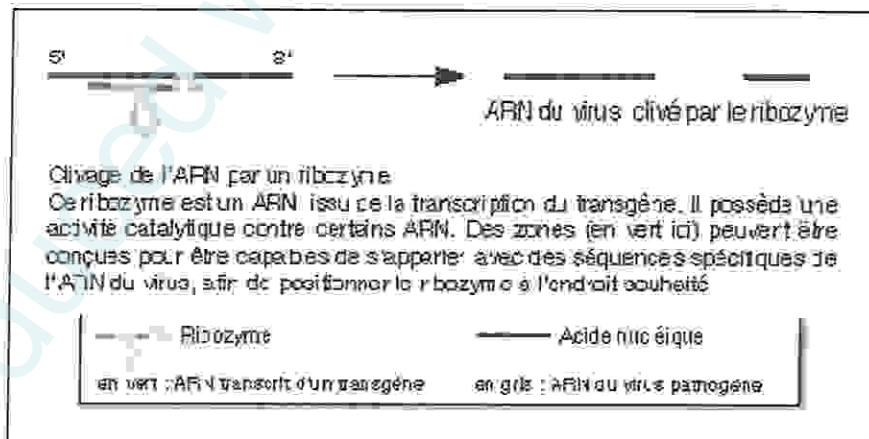 5' 3'
ARN du virus clivé par le ribozyme
Clivage de l'ARN par un ribozyme
Ce ribozyme est un ARN issu de la transcription du transgène. Il possède une
activité catalytique contre certains ARN. Des zones (en vert ici) peuvent être
conçues pour être capables de s'apparier avec des séquences spécifiques de
l'ARN du virus, afin de positionner le ribozyme à l'endroit souhaité
Ribozyme Acide nucléique
en vert : ARN transcrit d'un transgène en gris : ARN du virus pathogène